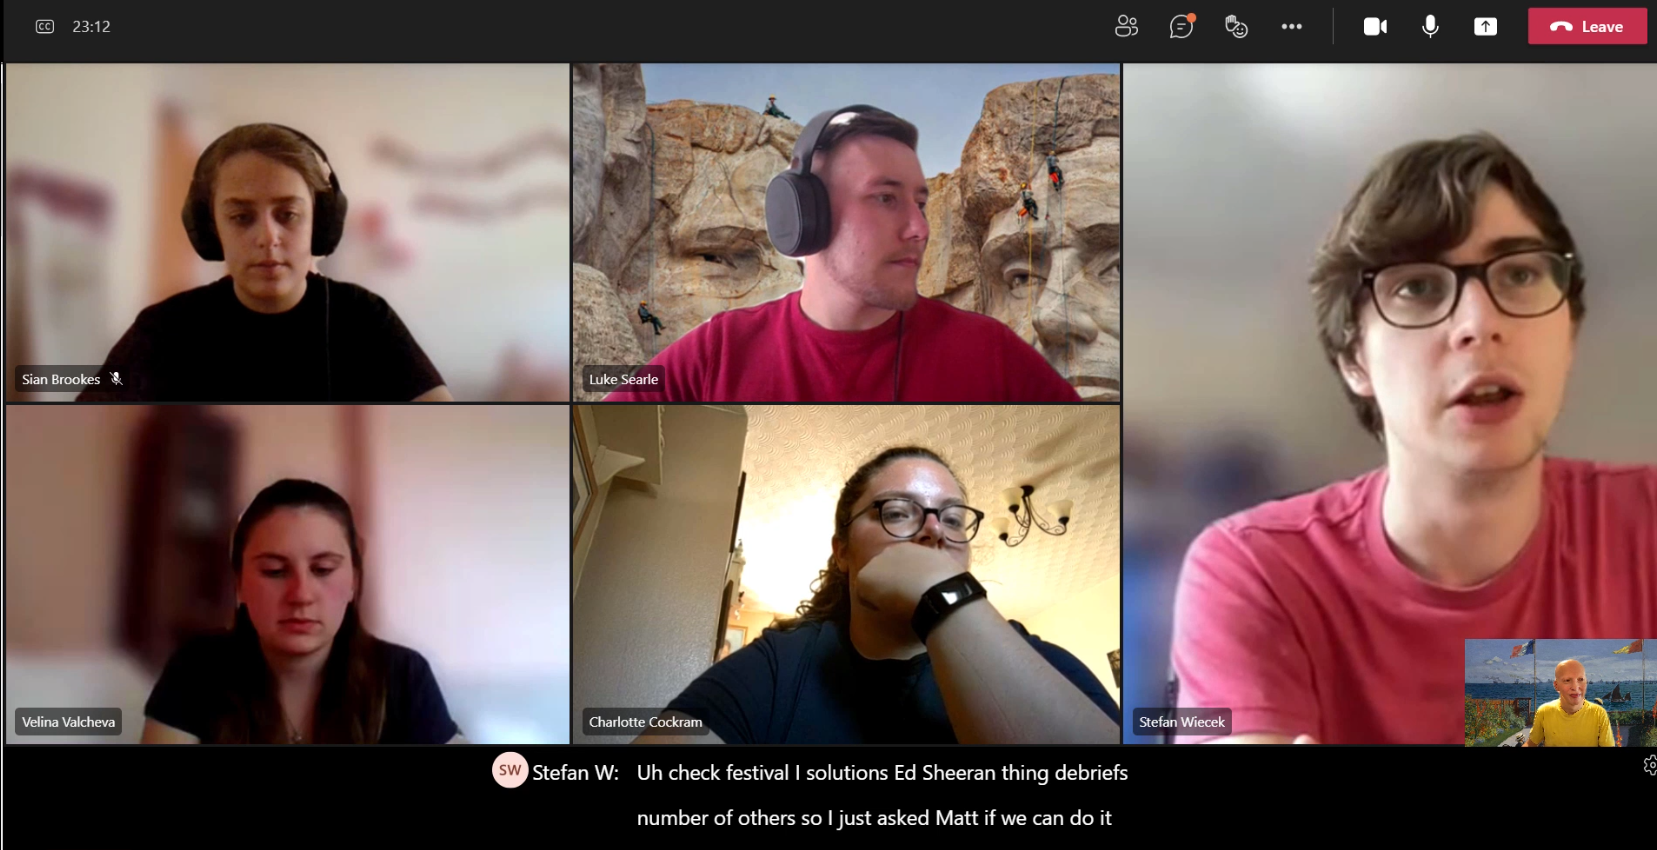 CC 23:12
Leave
Sian Brookes
Luke Searle
Velina Valcheva
Charlotte Cockram
Stefan Wiecek
SW Stefan W: Uh check festival I solutions Ed Sheeran thing debriefs
number of others so I just asked Matt if we can do it